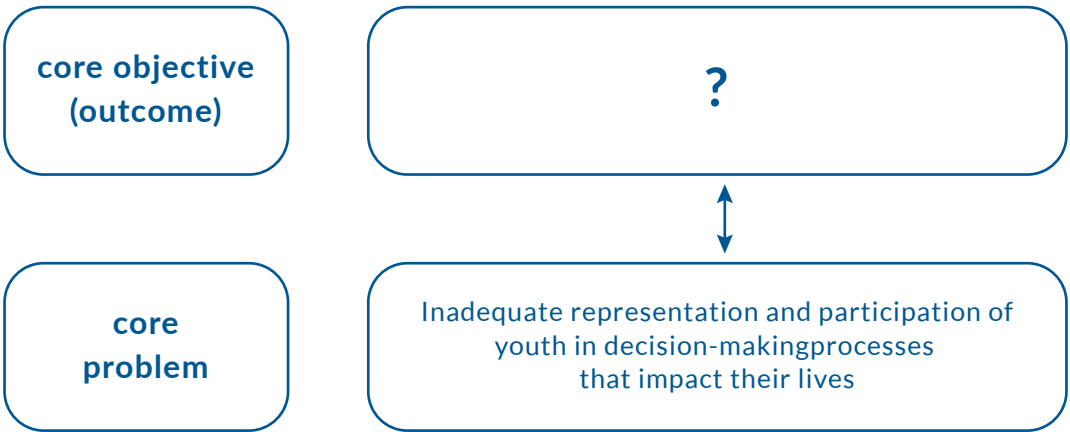 core objective
(outcome)
?
core
problem
Inadequate representation and participation of
youth in decision-makingprocesses
that impact their lives